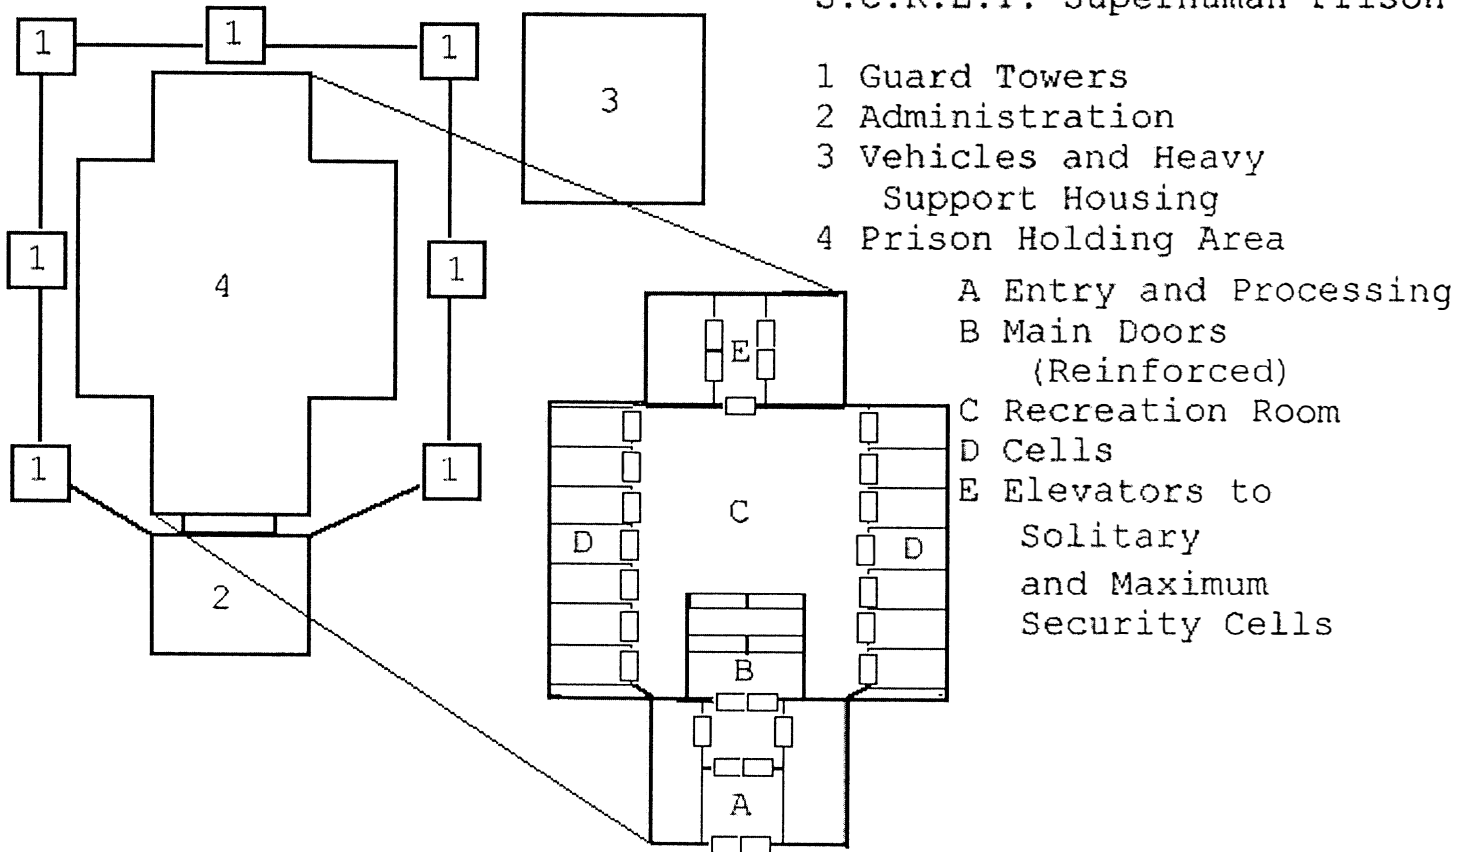 Superhuman Prison
1
1
1
3
1
1
4
1
1
2
1 Guard Towers
2 Administration
3 Vehicles and Heavy
Support Housing
4 Prison Holding Area
A Entry and Processing
B Main Doors
(Reinforced)
C Recreation Room
D Cells
E Elevators to
Solitary
and Maximum
Security Cells
E
C
D
D
B
A